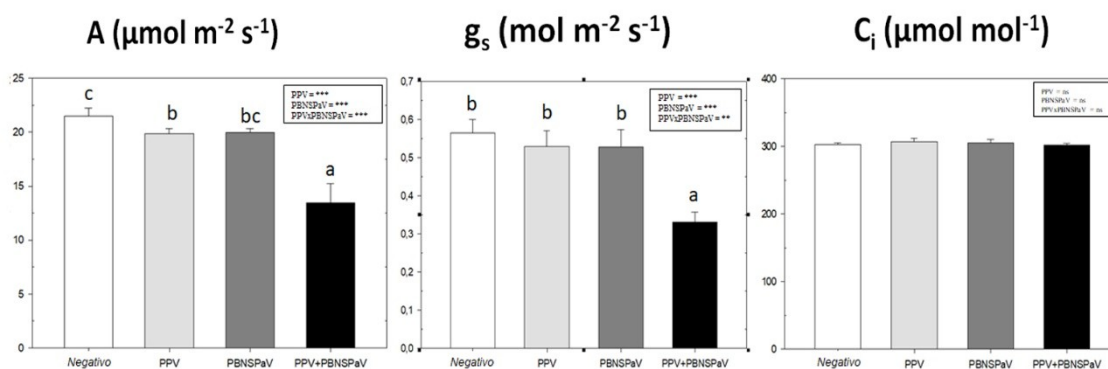 A (µmol m⁻² s⁻¹)
25
20
15
10
5
0
c
b
bc
a
PPV = ***
PBNSPaV = ***
PPVxPBNSPaV = ***
Negativo
PPV
PBNSPaV
PPV+PBNSPaV
gₛ (mol m⁻² s⁻¹)
0,7
0,6
0,5
0,4
0,3
0,2
0,1
0,0
b
b
b
a
PPV = ***
PBNSPaV = ***
PPVxPBNSPaV = **
Negativo
PPV
PBNSPaV
PPV+PBNSPaV
Cᵢ (µmol mol⁻¹)
400
300
200
100
0
PPV = ns
PBNSPaV = ns
PPVxPBNSPaV = ns
Negativo
PPV
PBNSPaV
PPV+PBNSPaV